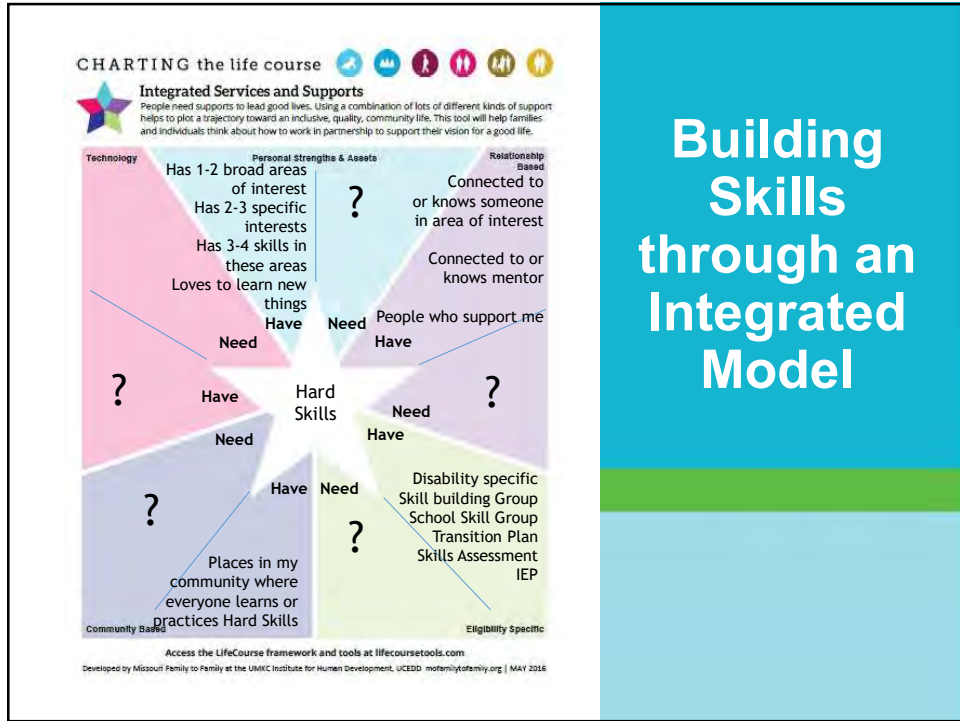 CHARTING the life course
Integrated Services and Supports
People need supports to lead good lives. Using a combination of lots of different kinds of support
helps to plot a trajectory toward an inclusive, quality, community life. This tool will help families
and individuals think about how to work in partnership to support their vision for a good life.
Technology
Personal Strengths & Assets
Relationship
Based
Has 1-2 broad areas
of interest
Has 2-3 specific
interests
Has 3-4 skills in
these areas
Loves to learn new
things
Have
Need
?
Connected to
or knows someone
in area of interest
Connected to or
knows mentor
People who support me
Have
Need
?
Need
Have
?
Hard
Skills
Need
Have
?
Places in my
community where
everyone learns or
practices Hard Skills
Community Based
Have
Need
?
Disability specific
Skill building Group
School Skill Group
Transition Plan
Skills Assessment
IEP
Eligibility Specific
Access the LifeCourse framework and tools at lifecoursetools.com
Developed by Missouri Family to Family at the UMKC Institute for Human Development, UCEDD mofamilytofamily.org | MAY 2016
Building
Skills
through an
Integrated
Model